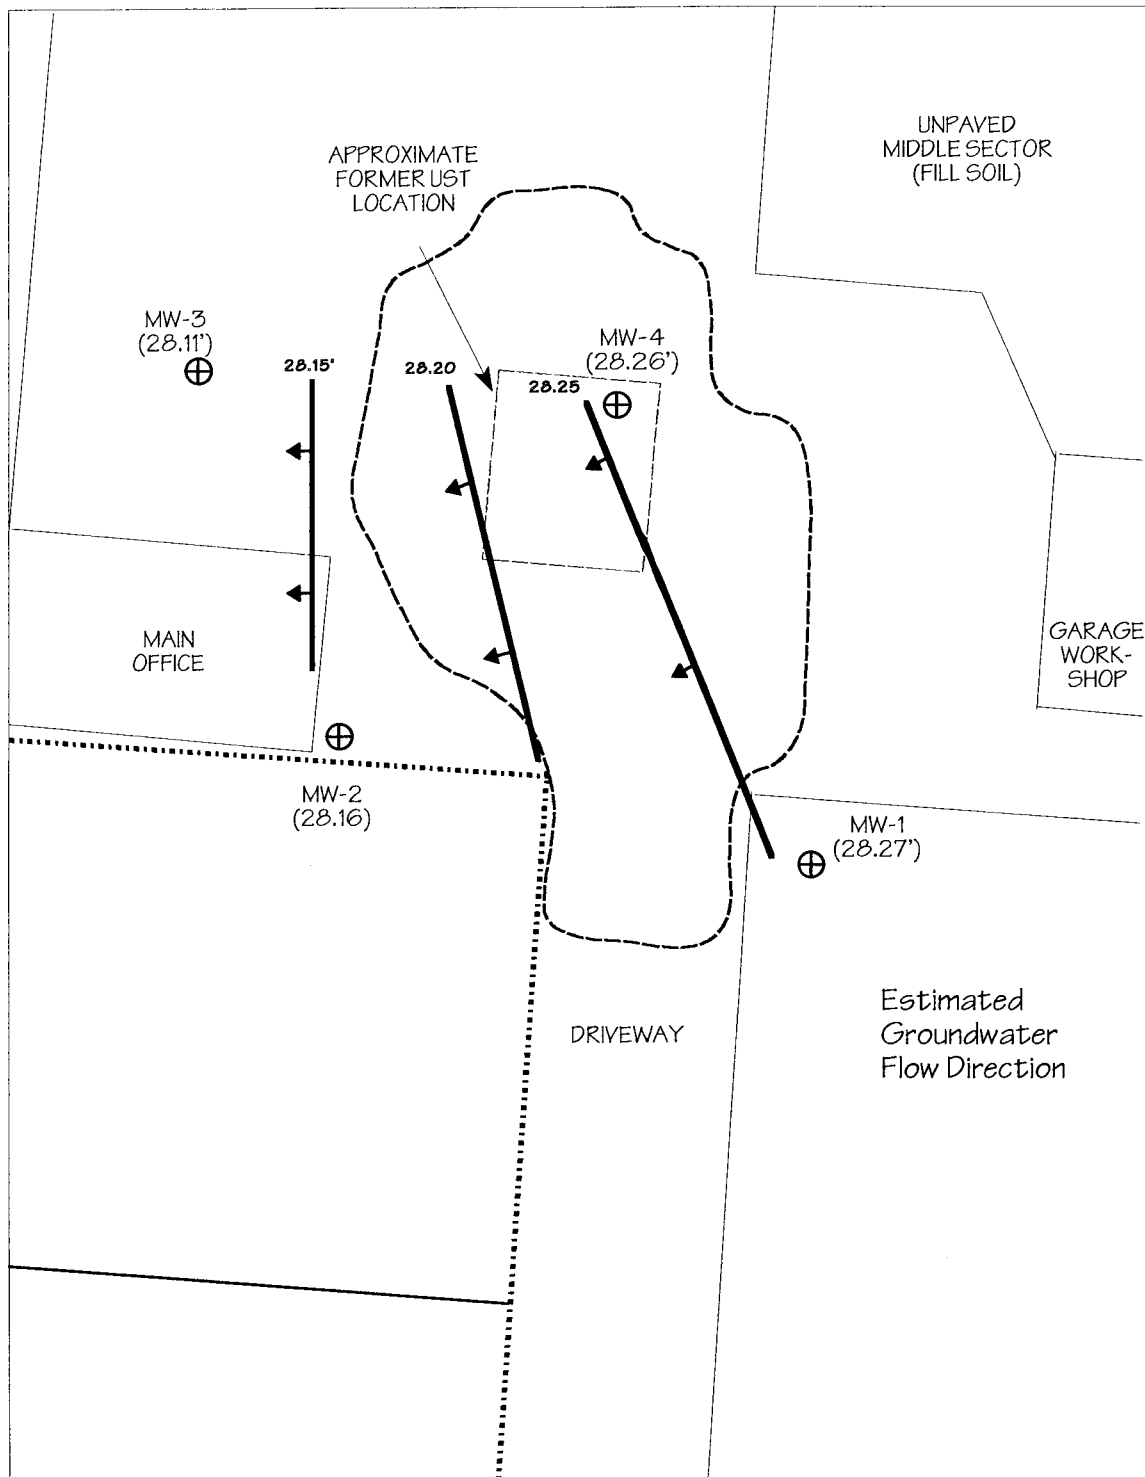 UNPAVED
MIDDLE SECTOR
(FILL SOIL)
APPROXIMATE
FORMER UST
LOCATION
MW-3
(28.11')
MW-4
(28.26')
28.15'
28.20
28.25
MAIN
OFFICE
GARAGE
WORK-
SHOP
MW-2
(28.16)
MW-1
(28.27')
Estimated
Groundwater
Flow Direction
DRIVEWAY